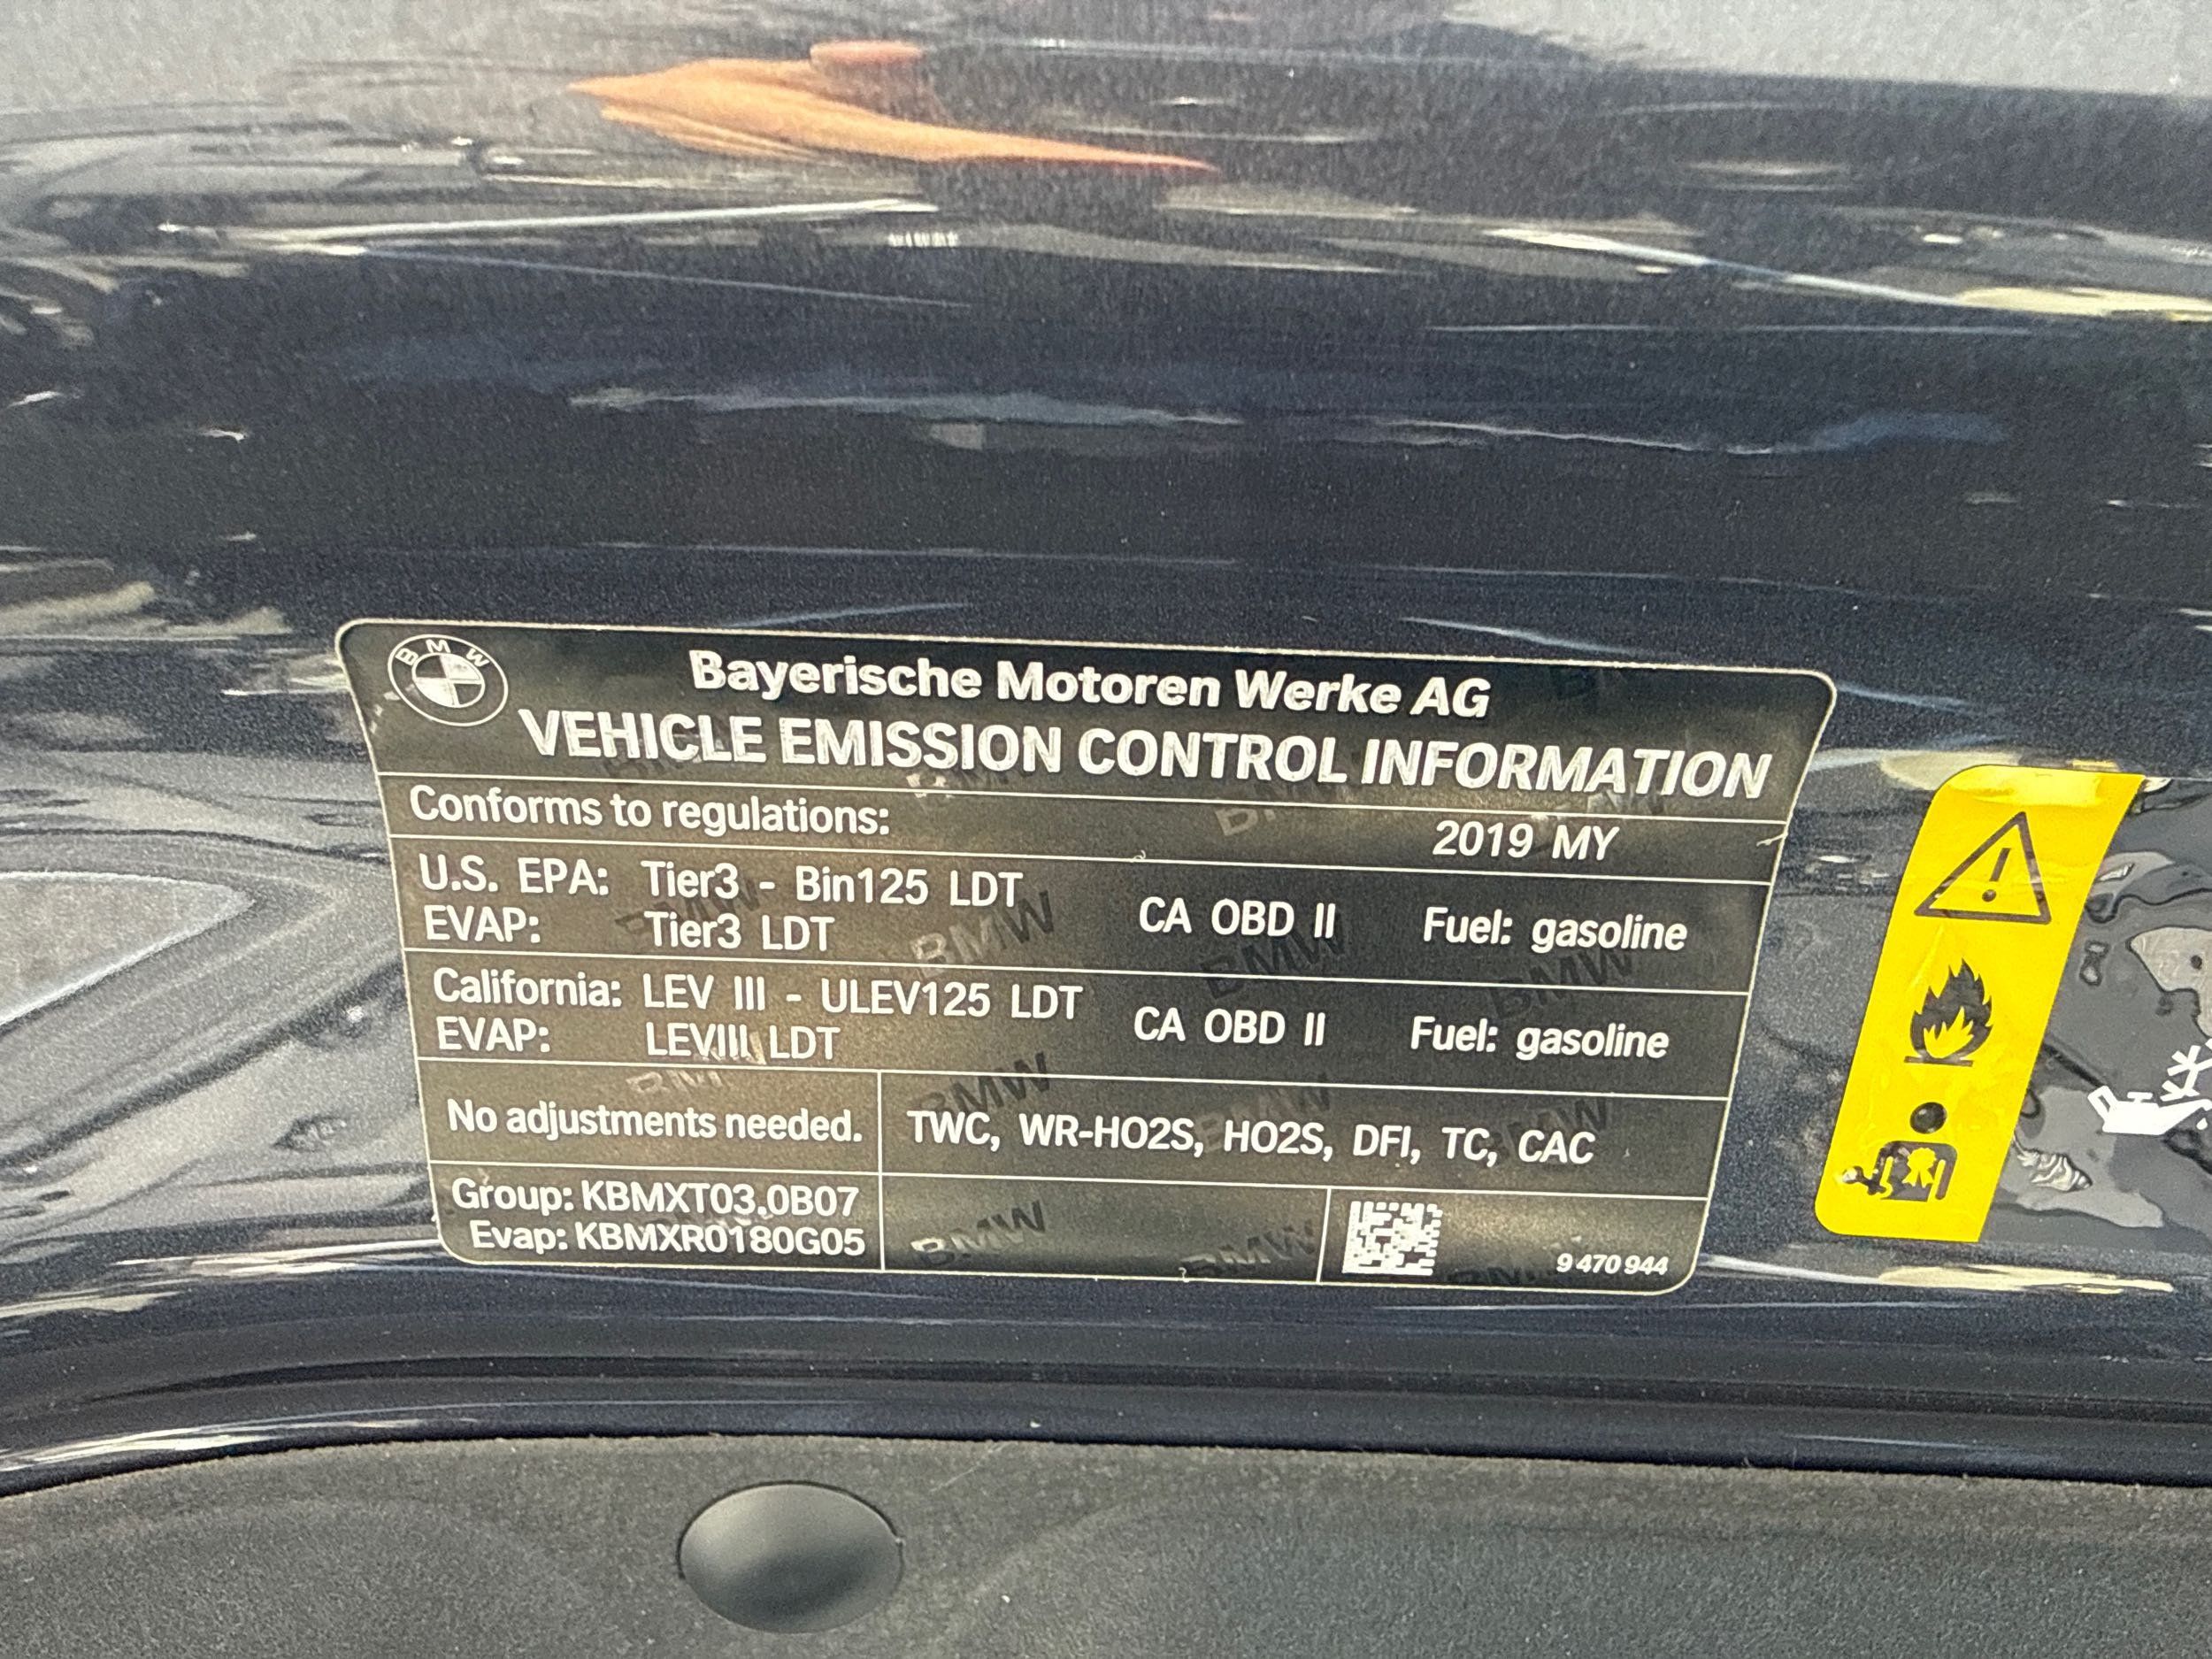 BMW
Bayerische Motoren Werke AG
VEHICLE EMISSION CONTROL INFORMATION
Conforms to regulations: 2019 MY
U.S. EPA: Tier3 - Bin125 LDT CA OBD II Fuel: gasoline
EVAP: Tier3 LDT
California: LEV III - ULEV125 LDT CA OBD II Fuel: gasoline
EVAP: LEVIII LDT
No adjustments needed. TWC, WR-HO2S, HO2S, DFI, TC, CAC
Group: KBMXT03.0B07
Evap: KBMXR0180G05
9 470 944